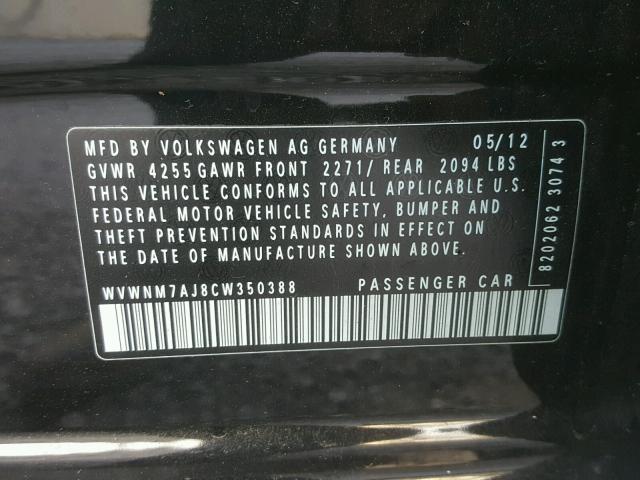 MFD BY VOLKSWAGEN AG GERMANY 05/12
GVWR 4255 GAWR FRONT 2271/ REAR 2094 LBS
THIS VEHICLE CONFORMS TO ALL APPLICABLE U.S.
FEDERAL MOTOR VEHICLE SAFETY, BUMPER AND
THEFT PREVENTION STANDARDS IN EFFECT ON
THE DATE OF MANUFACTURE SHOWN ABOVE.
WVWNM7AJ8CW350388 PASSENGER CAR
8202062 3074 3